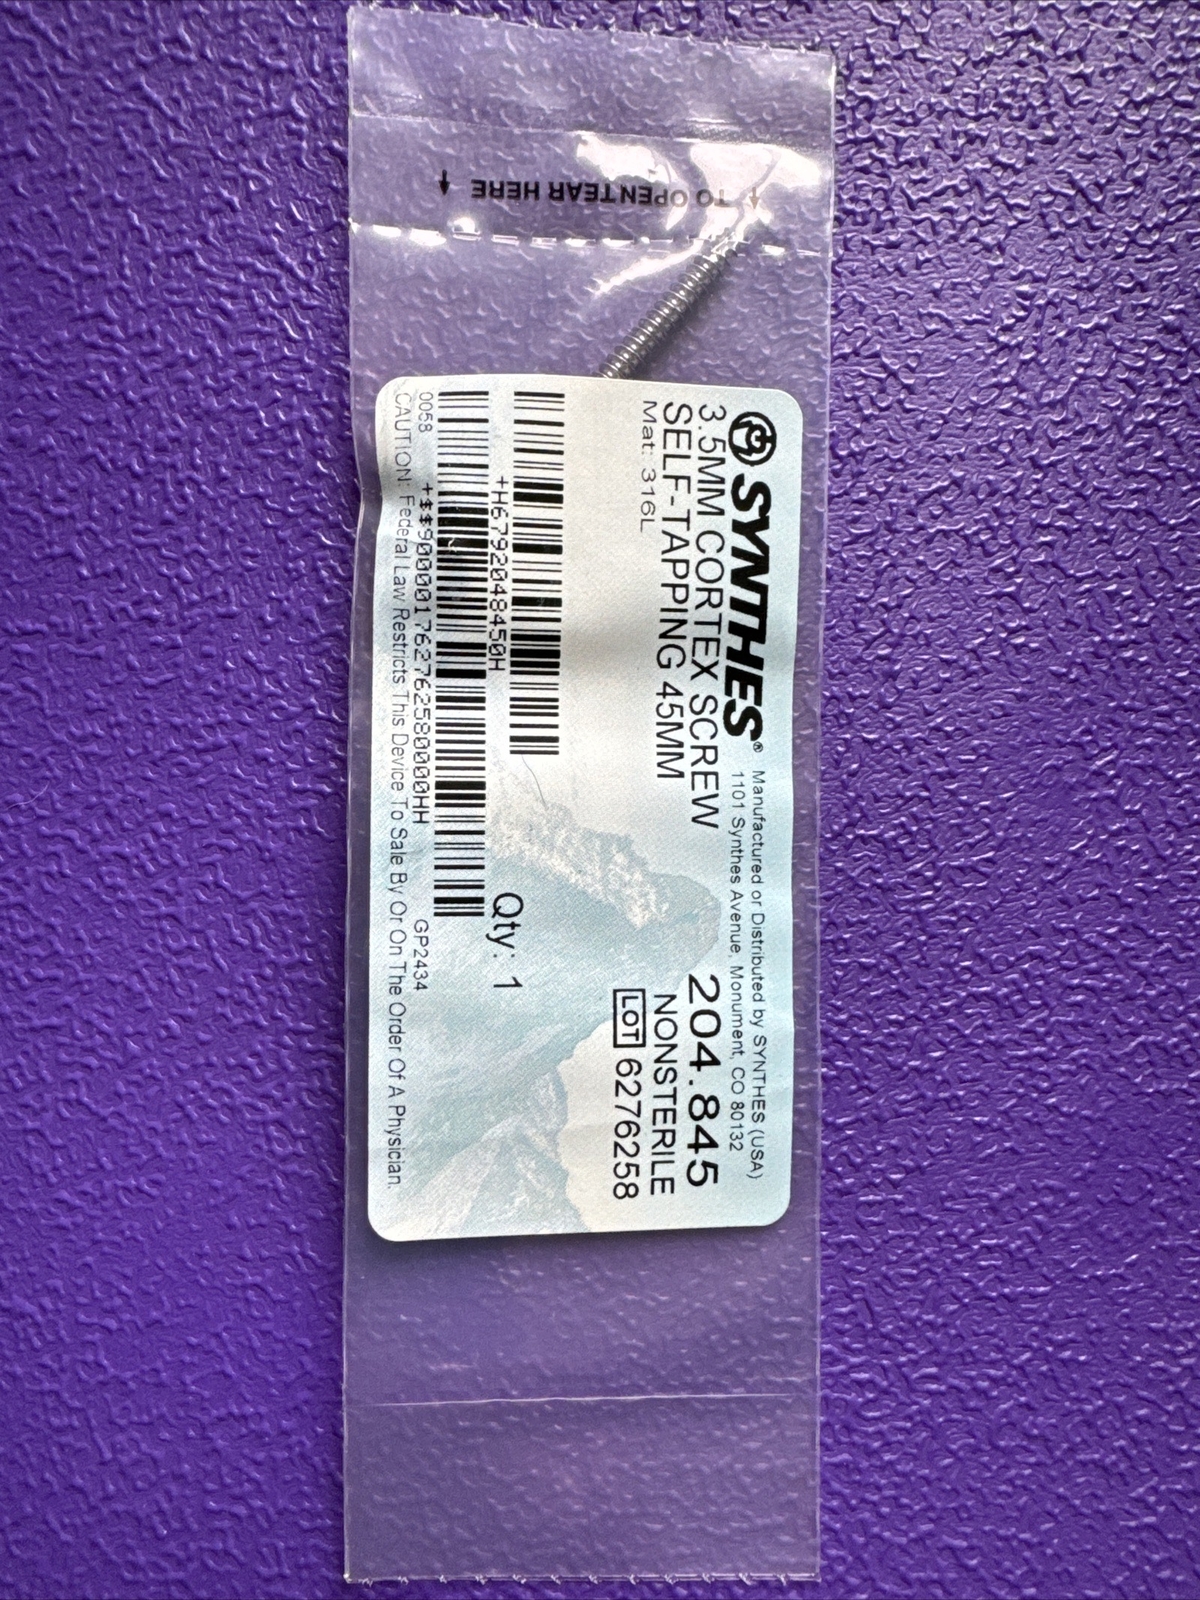 TO OPEN TEAR HERE
SYNTHES®
Manufactured or Distributed by SYNTHES (USA)
1101 Synthes Avenue, Monument, CO 80132
3.5MM CORTEX SCREW
SELF-TAPPING 45MM
Mat: 316L
204.845
NONSTERILE
LOT 6276258
+H6792048450H
Qty: 1
+$$900001762762580000HH
0058
GP2434
CAUTION: Federal Law Restricts This Device To Sale By Or On The Order Of A Physician.